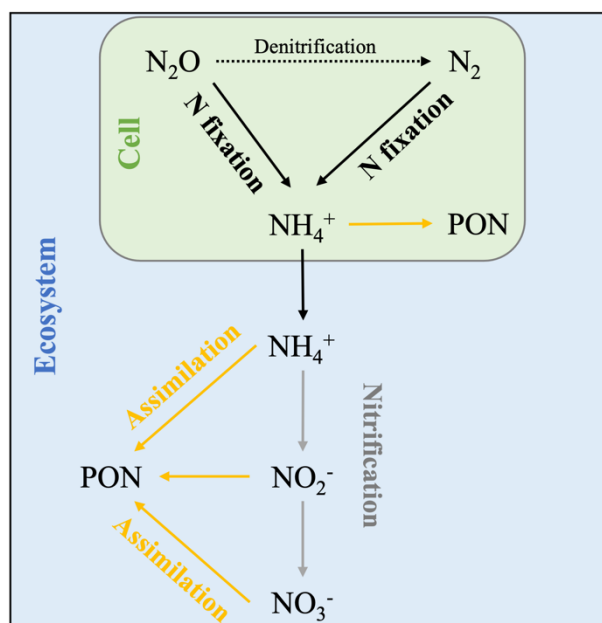 Denitrification
N₂O
N₂
N fixation
N fixation
Cell
NH₄⁺
PON
Ecosystem
NH₄⁺
Assimilation
Nitrification
PON
NO₂⁻
Assimilation
NO₃⁻